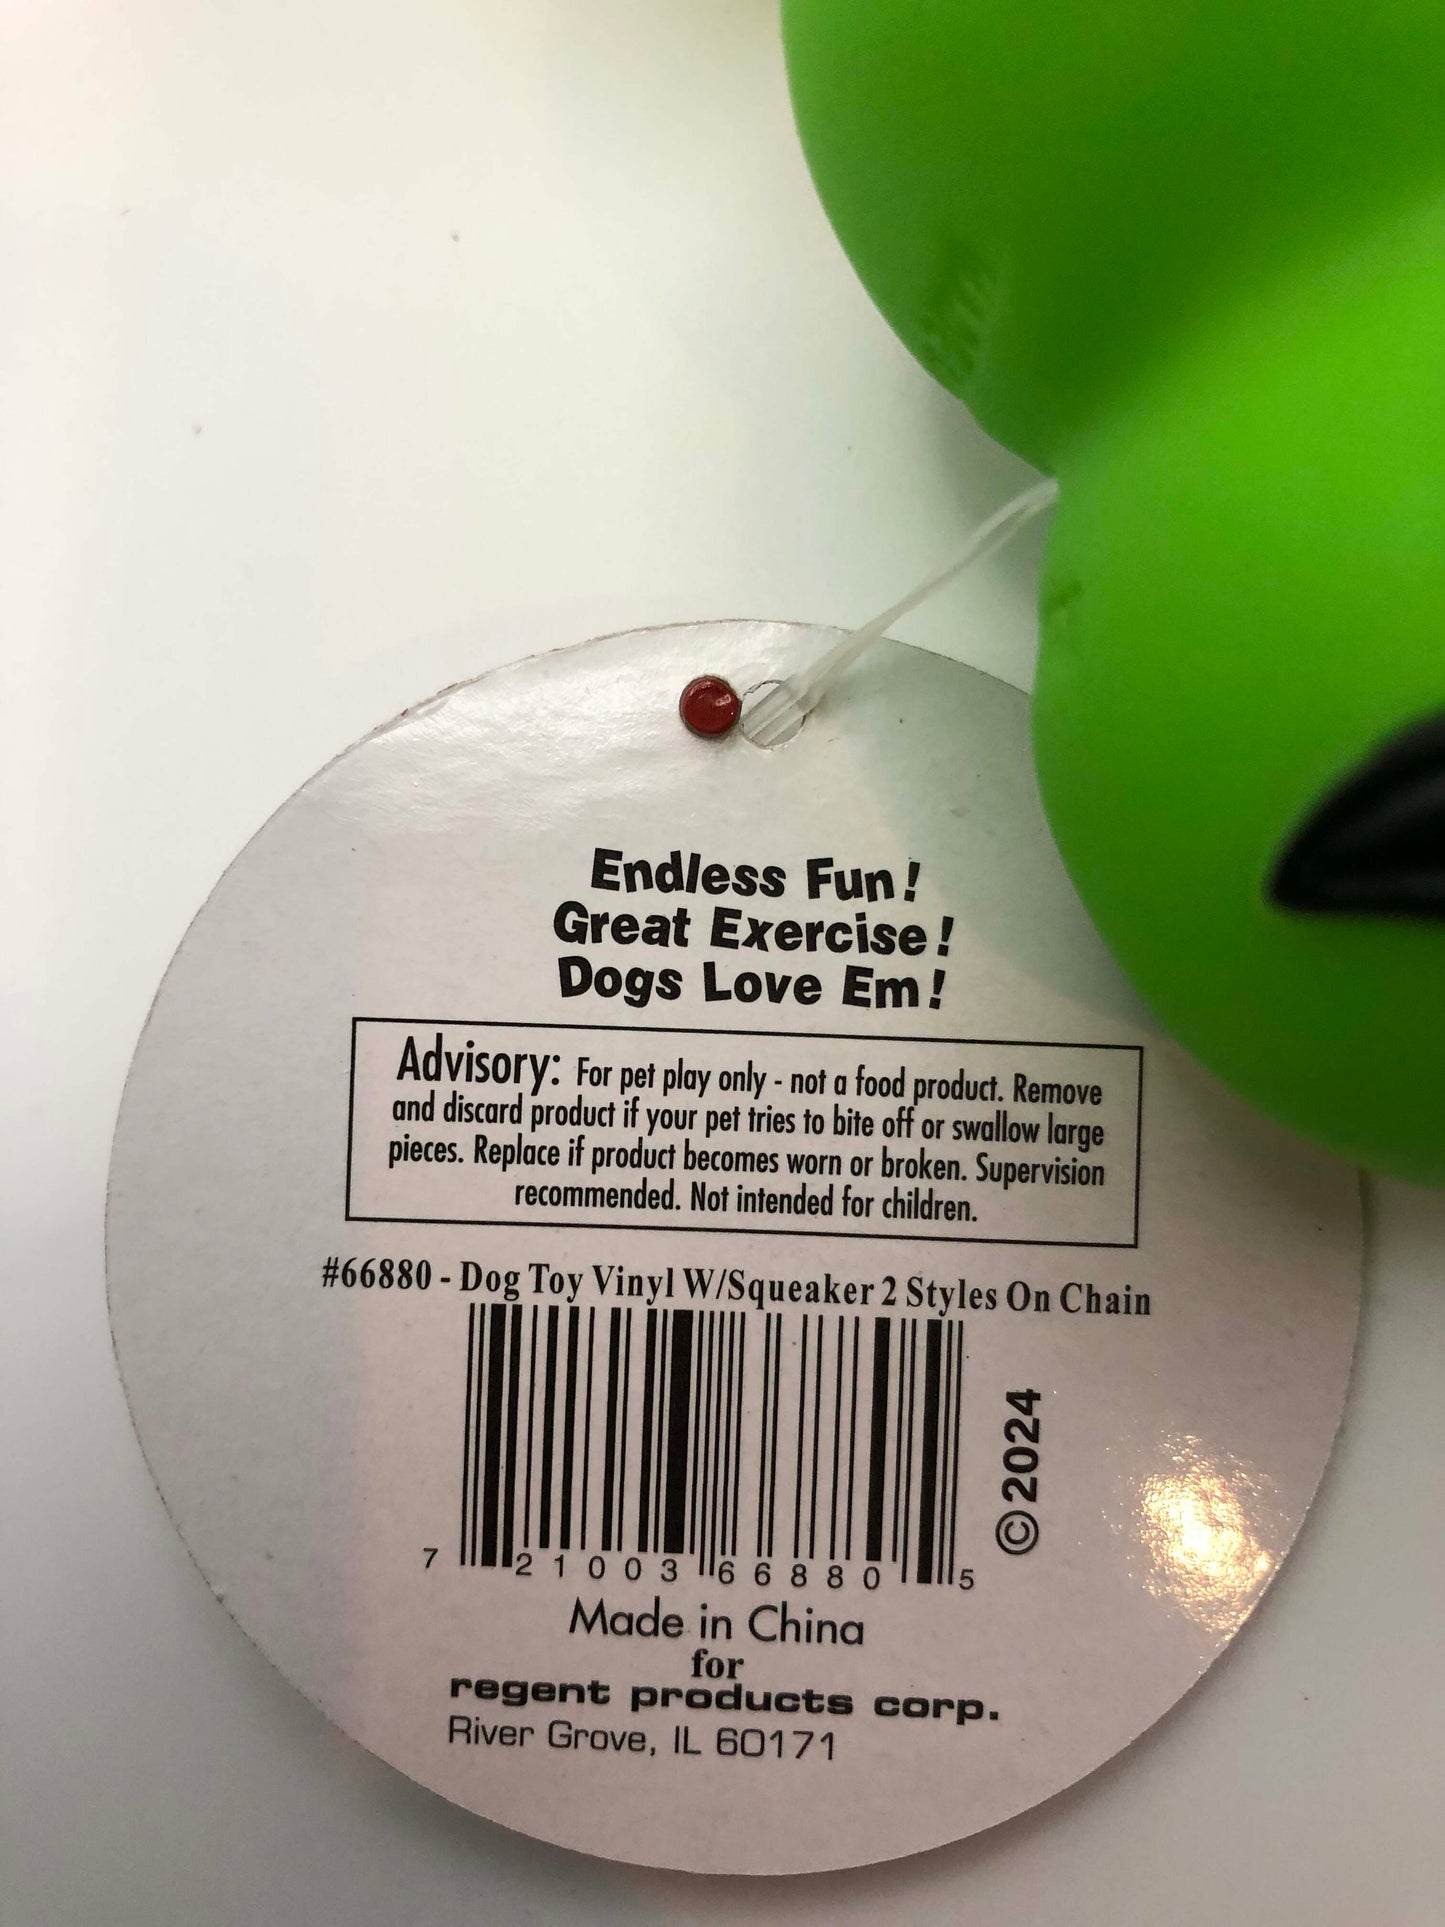 Endless Fun!
Great Exercise!
Dogs Love Em!
Advisory: For pet play only - not a food product. Remove
and discard product if your pet tries to bite off or swallow large
pieces. Replace if product becomes worn or broken. Supervision
recommended. Not intended for children.
#66880 - Dog Toy Vinyl W/Squeaker 2 Styles On Chain
©2024
7 21003 66880 5
Made in China
for
regent products corp.
River Grove, IL 60171